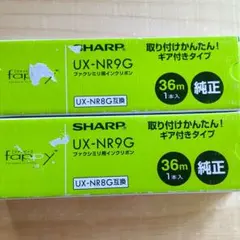 SHARP
UX-NR9G
ファクシミリ用インクリボン
fappy
UX-NR8G互換
取り付けかんたん!
ギア付きタイプ
36m
1本入
純正
SHARP
UX-NR9G
ファクシミリ用インクリボン
fappy
UX-NR8G互換
取り付けかんたん!
ギア付きタイプ
36m
1本入
純正